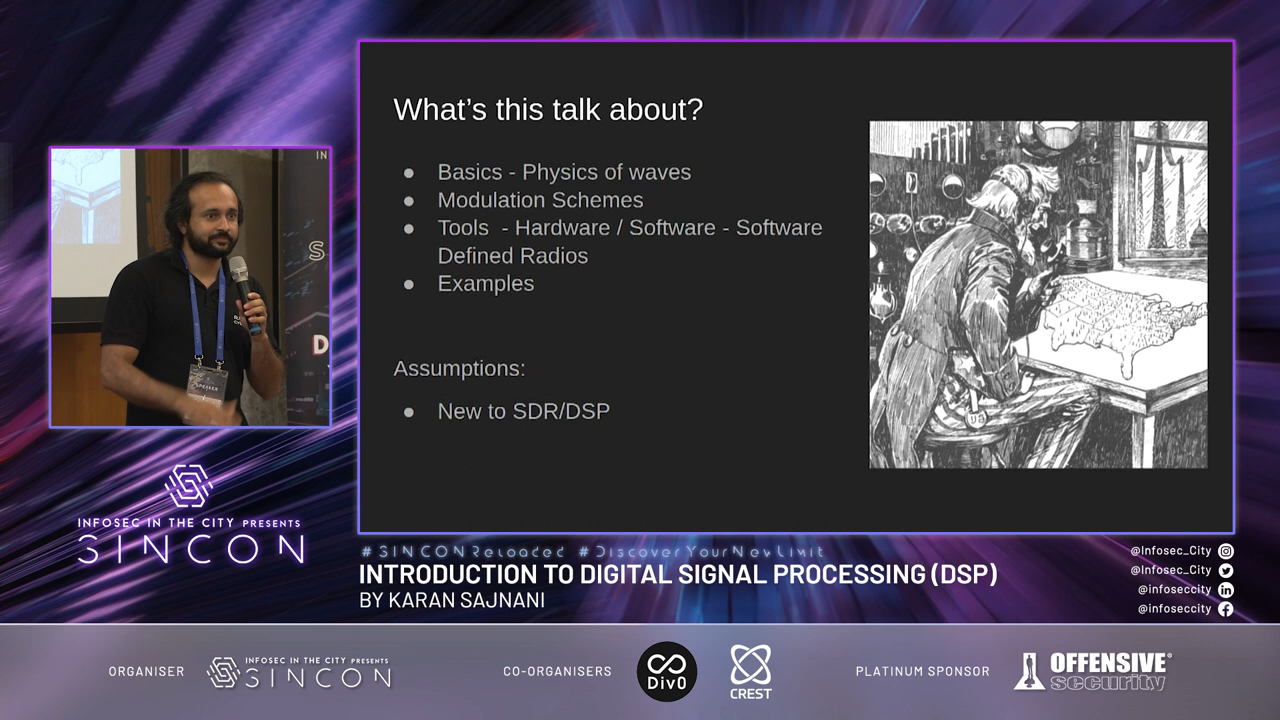 What's this talk about?
● Basics - Physics of waves
● Modulation Schemes
● Tools - Hardware / Software - Software
Defined Radios
● Examples
Assumptions:
● New to SDR/DSP
IN
S
D
SPEAKER
INFOSEC IN THE CITY PRESENTS
SINCON
#SINCONReloaded #DiscoverYourNewLimit
INTRODUCTION TO DIGITAL SIGNAL PROCESSING (DSP)
BY KARAN SAJNANI
@Infosec_City
@Infosec_City
@infoseccity
@infoseccity
ORGANISER
INFOSEC IN THE CITY PRESENTS
SINCON
CO-ORGANISERS
Div0
CREST
PLATINUM SPONSOR
OFFENSIVE®
security